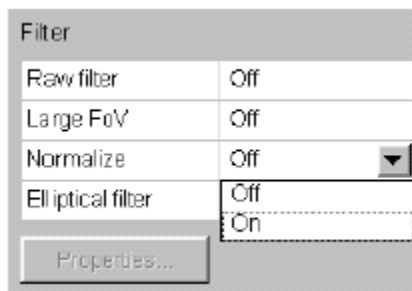 Filter
Raw filter Off
Large FoV Off
Normalize Off
Elliptical filter Off
On
Properties...